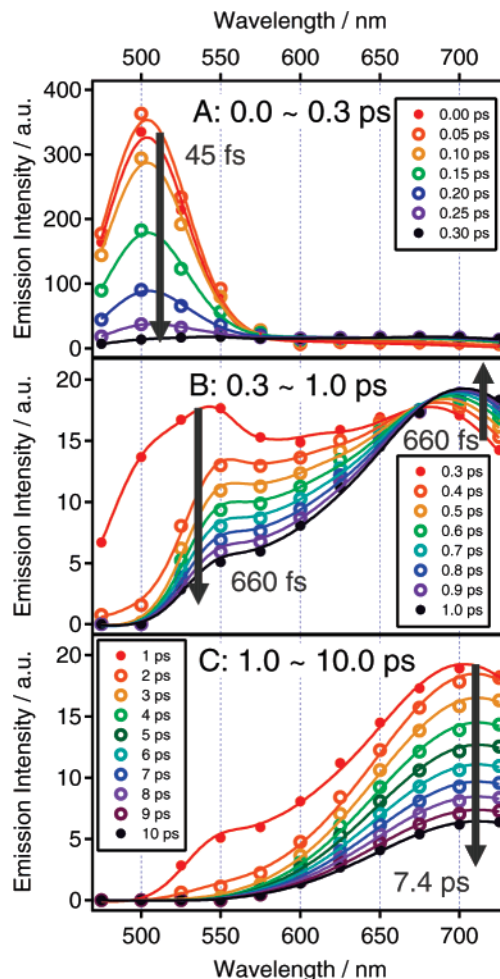 Wavelength / nm
500 550 600 650 700
Emission Intensity / a.u.
400
300
200
100
0
A: 0.0 ~ 0.3 ps
45 fs
0.00 ps
0.05 ps
0.10 ps
0.15 ps
0.20 ps
0.25 ps
0.30 ps
Emission Intensity / a.u.
20
15
10
5
0
B: 0.3 ~ 1.0 ps
660 fs
660 fs
0.3 ps
0.4 ps
0.5 ps
0.6 ps
0.7 ps
0.8 ps
0.9 ps
1.0 ps
Emission Intensity / a.u.
20
15
10
5
0
C: 1.0 ~ 10.0 ps
1 ps
2 ps
3 ps
4 ps
5 ps
6 ps
7 ps
8 ps
9 ps
10 ps
7.4 ps
500 550 600 650 700
Wavelength / nm